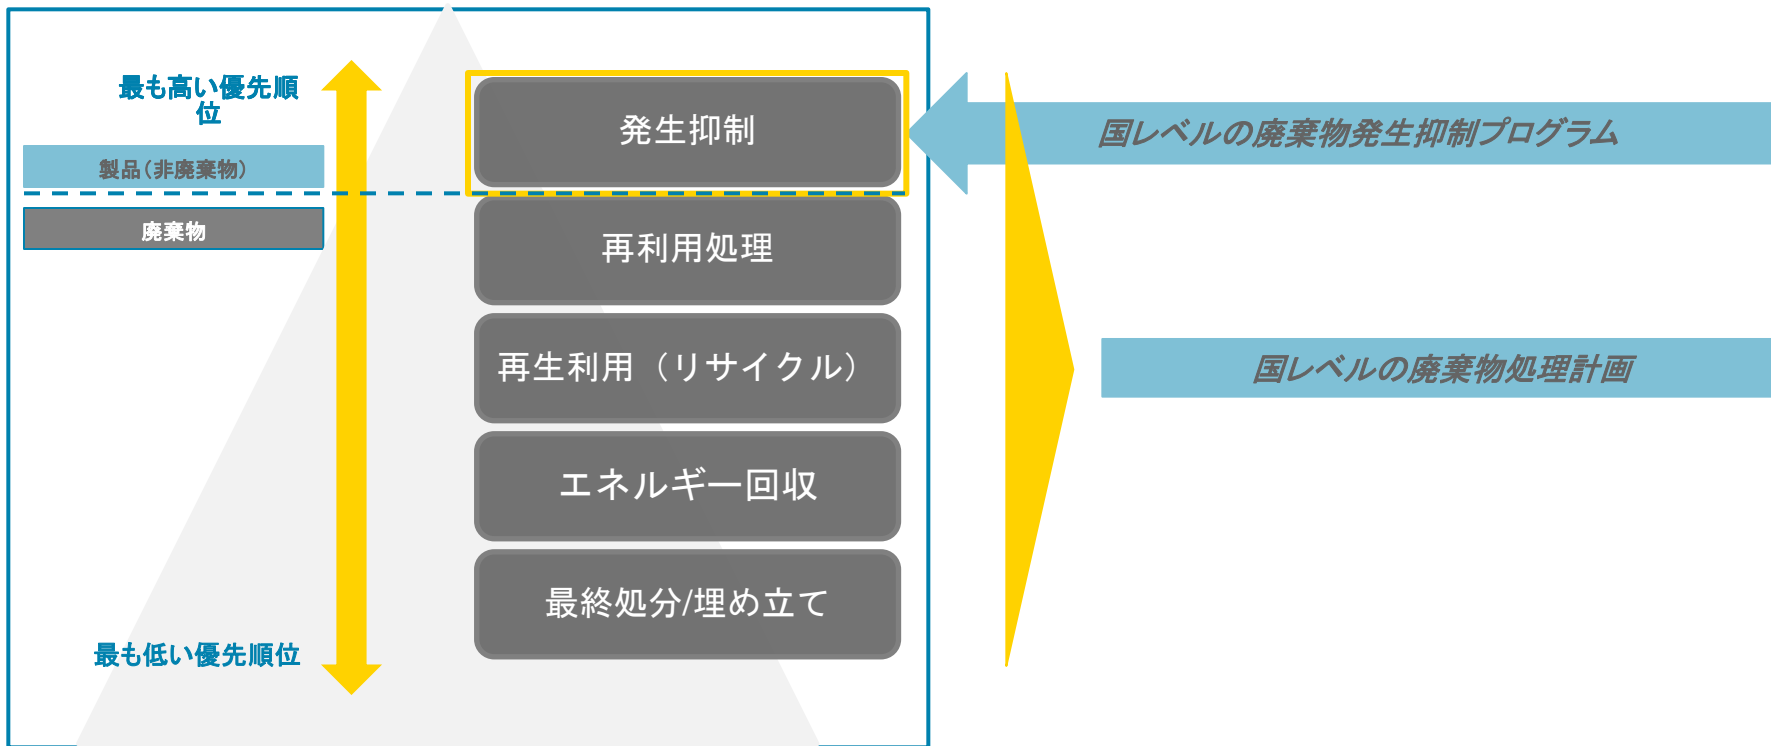 最も高い優先順
位
製品（非廃棄物）
廃棄物
最も低い優先順位
発生抑制
再利用処理
再生利用（リサイクル）
エネルギー回収
最終処分/埋め立て
国レベルの廃棄物発生抑制プログラム
国レベルの廃棄物処理計画